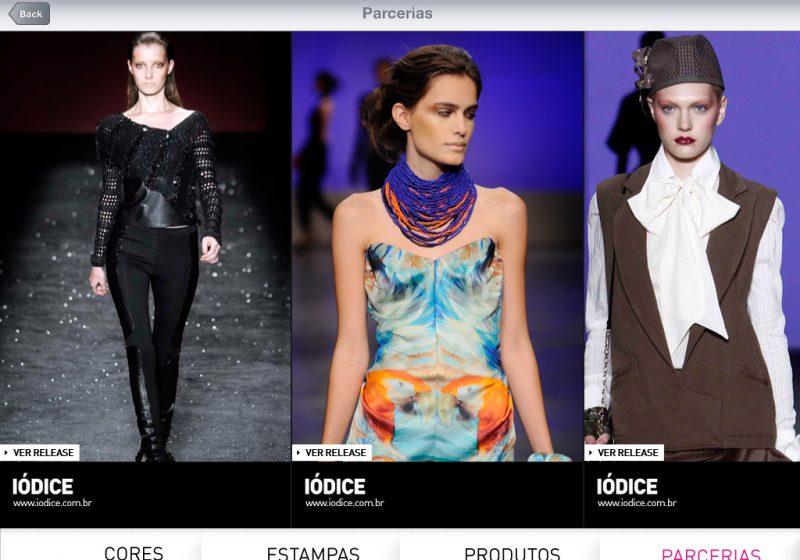 Back
Parcerias
VER RELEASE
VER RELEASE
VER RELEASE
IÓDICE
www.iodice.com.br
IÓDICE
www.iodice.com.br
IÓDICE
www.iodice.com.br
CORES
ESTAMPAS
PRODUTOS
PARCERIAS